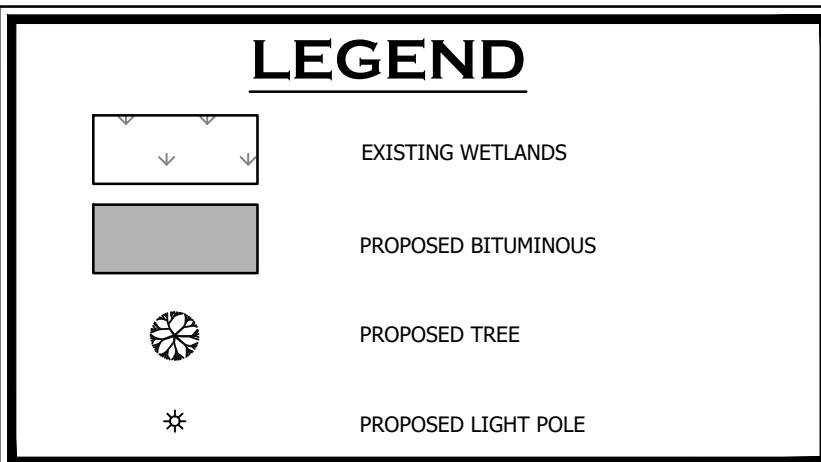 LEGEND
EXISTING WETLANDS
PROPOSED BITUMINOUS
PROPOSED TREE
PROPOSED LIGHT POLE